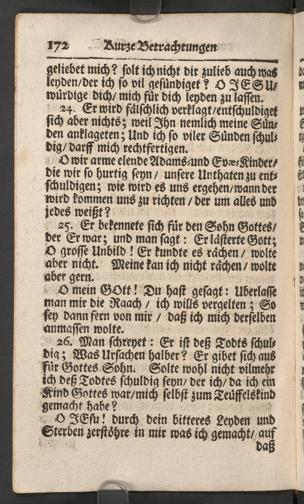 172 Kurze Betrachtungen
geliebet mich? solt ich nicht dir zulieb auch was
leyden/der ich so vil gesündiget? O JESU/
würdige dich/mich für dich leyden zu lassen.
24. Er wird fälschlich verklagt/entschuldiget
sich aber nichts; weil Jhn nemlich meine Sün-
den anklageten; Und ich so viler Sünden schul-
dig/darff mich rechtfertigen.
O wir arme elende Adams-und Evæ-Kinder/
die wir so hurtig seyn/ unsere Unthaten zu ent-
schuldigen; wie wird es uns ergehen/wann der
wird kommen uns zu richten/ der um alles und
jedes weißt?
25. Er bekennete sich für den Sohn Gottes/
der Er war; und man sagt: Er lästerte Gott;
O grosse Unbild! Er kundte es rächen/ wolte
aber nicht. Meine kan ich nicht rächen/ wolte
aber gern.
O mein GOtt! Du hast gesagt: Uberlasse
man mir die Raach/ ich wills vergelten; So
sey dann fern von mir/ daß ich mich derselben
anmassen wolte.
26. Man schreyet: Er ist deß Todts schul-
dig; Was Ursachen halber? Er gibet sich aus
für Gottes Sohn. Solte wohl nicht vilmehr
ich deß Todtes schuldig seyn/der ich/da ich ein
Kind Gottes war/mich selbst zum Teüffelskind
gemacht habe?
O JEsu! durch dein bitteres Leyden und
Sterben zerstöhre in mir was ich gemacht/ auf
daß